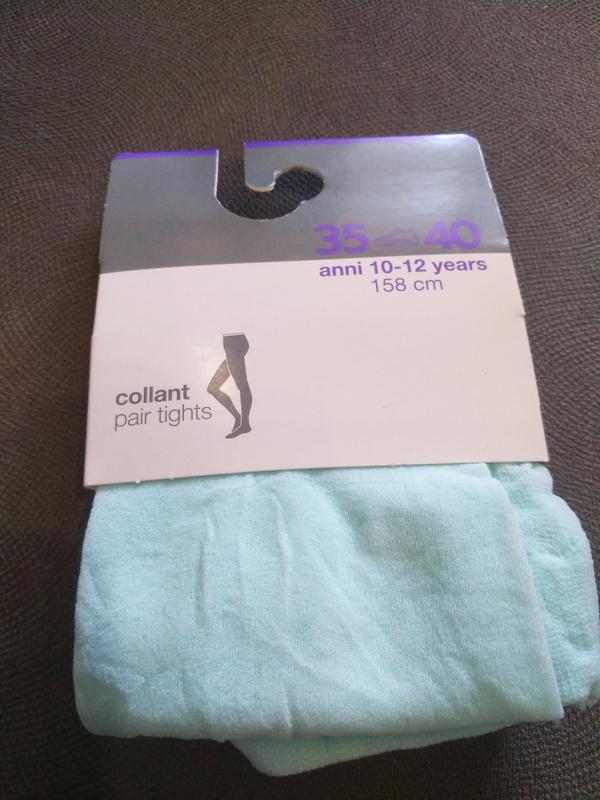 35 40
anni 10-12 years
158 cm
collant
pair tights